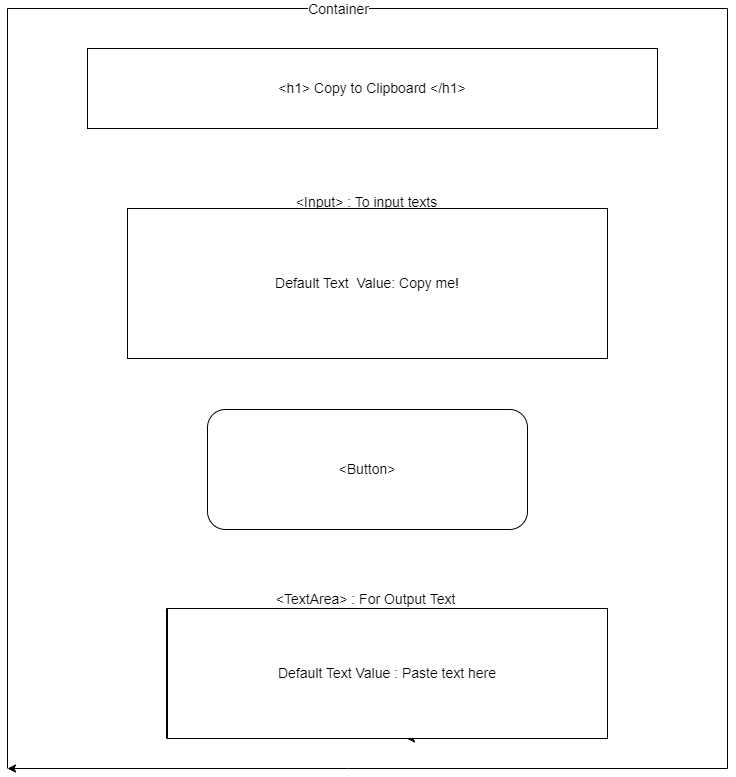 Container
<h1> Copy to Clipboard </h1>
<Input> : To input texts
Default Text  Value: Copy me!
<Button>
<TextArea> : For Output Text
Default Text Value : Paste text here